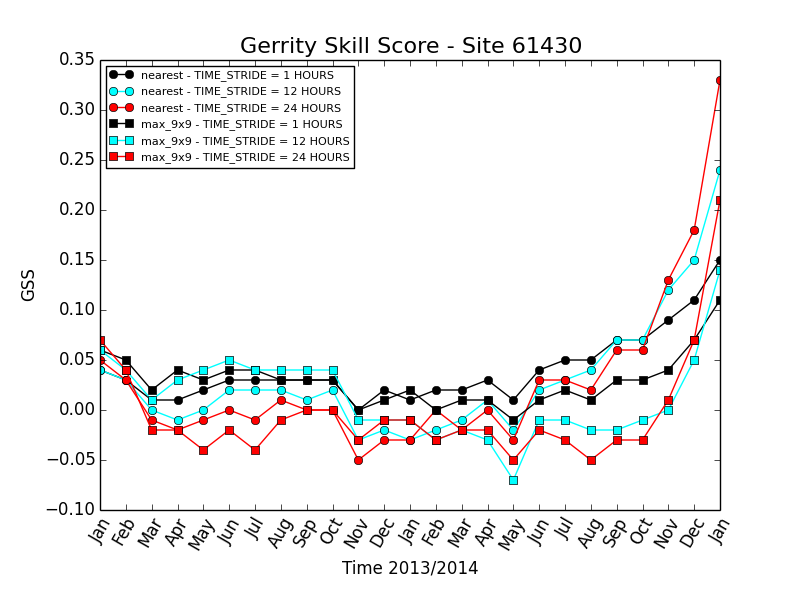 Gerrity Skill Score - Site 61430
nearest - TIME_STRIDE = 1 HOURS
nearest - TIME_STRIDE = 12 HOURS
nearest - TIME_STRIDE = 24 HOURS
max_9x9 - TIME_STRIDE = 1 HOURS
max_9x9 - TIME_STRIDE = 12 HOURS
max_9x9 - TIME_STRIDE = 24 HOURS
0.35
0.30
0.25
0.20
0.15
0.10
0.05
0.00
−0.05
−0.10
GSS
Jan Feb Mar Apr May Jun Jul Aug Sep Oct Nov Dec Jan Feb Mar Apr May Jun Jul Aug Sep Oct Nov Dec Jan
Time 2013/2014